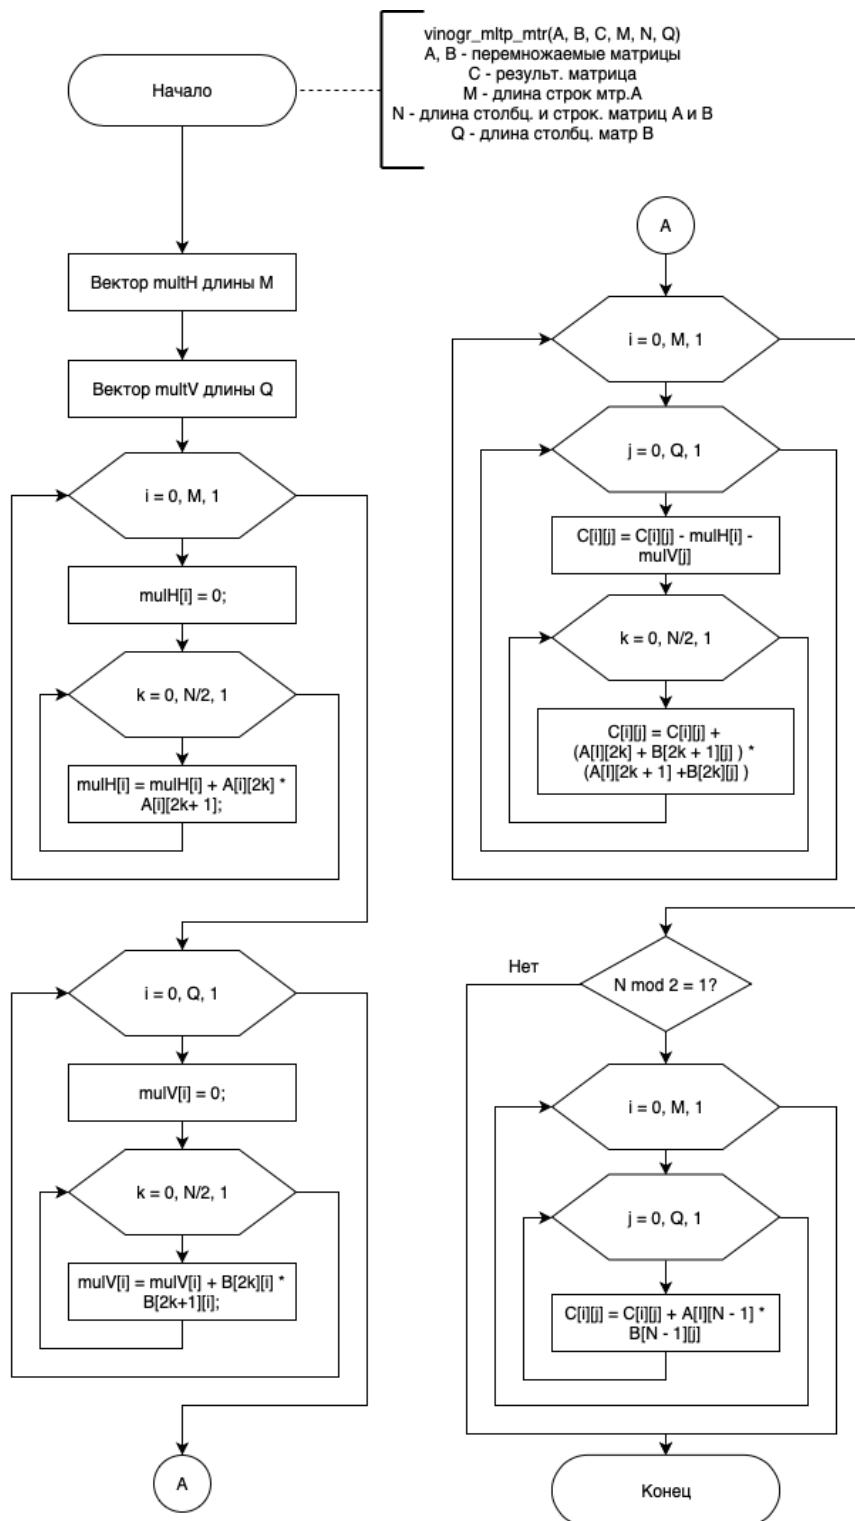 Начало
vinogr_mltp_mtr(A, B, C, M, N, Q)
A, B - перемножаемые матрицы
C - результ. матрица
M - длина строк мтр.A
N - длина столбц. и строк. матриц A и B
Q - длина столбц. матр B
Вектор multH длины M
Вектор multV длины Q
i = 0, M, 1
mulH[i] = 0;
k = 0, N/2, 1
mulH[i] = mulH[i] + A[i][2k] *
A[i][2k+ 1];
i = 0, Q, 1
mulV[i] = 0;
k = 0, N/2, 1
mulV[i] = mulV[i] + B[2k][i] *
B[2k+1][i];
A
A
i = 0, M, 1
j = 0, Q, 1
C[i][j] = C[i][j] - mulH[i] -
mulV[j]
k = 0, N/2, 1
C[i][j] = C[i][j] +
(A[I][2k] + B[2k + 1][j] ) *
(A[I][2k + 1] +B[2k][j] )
Нет
N mod 2 = 1?
i = 0, M, 1
j = 0, Q, 1
C[i][j] = C[i][j] + A[I][N - 1] *
B[N - 1][j]
Конец